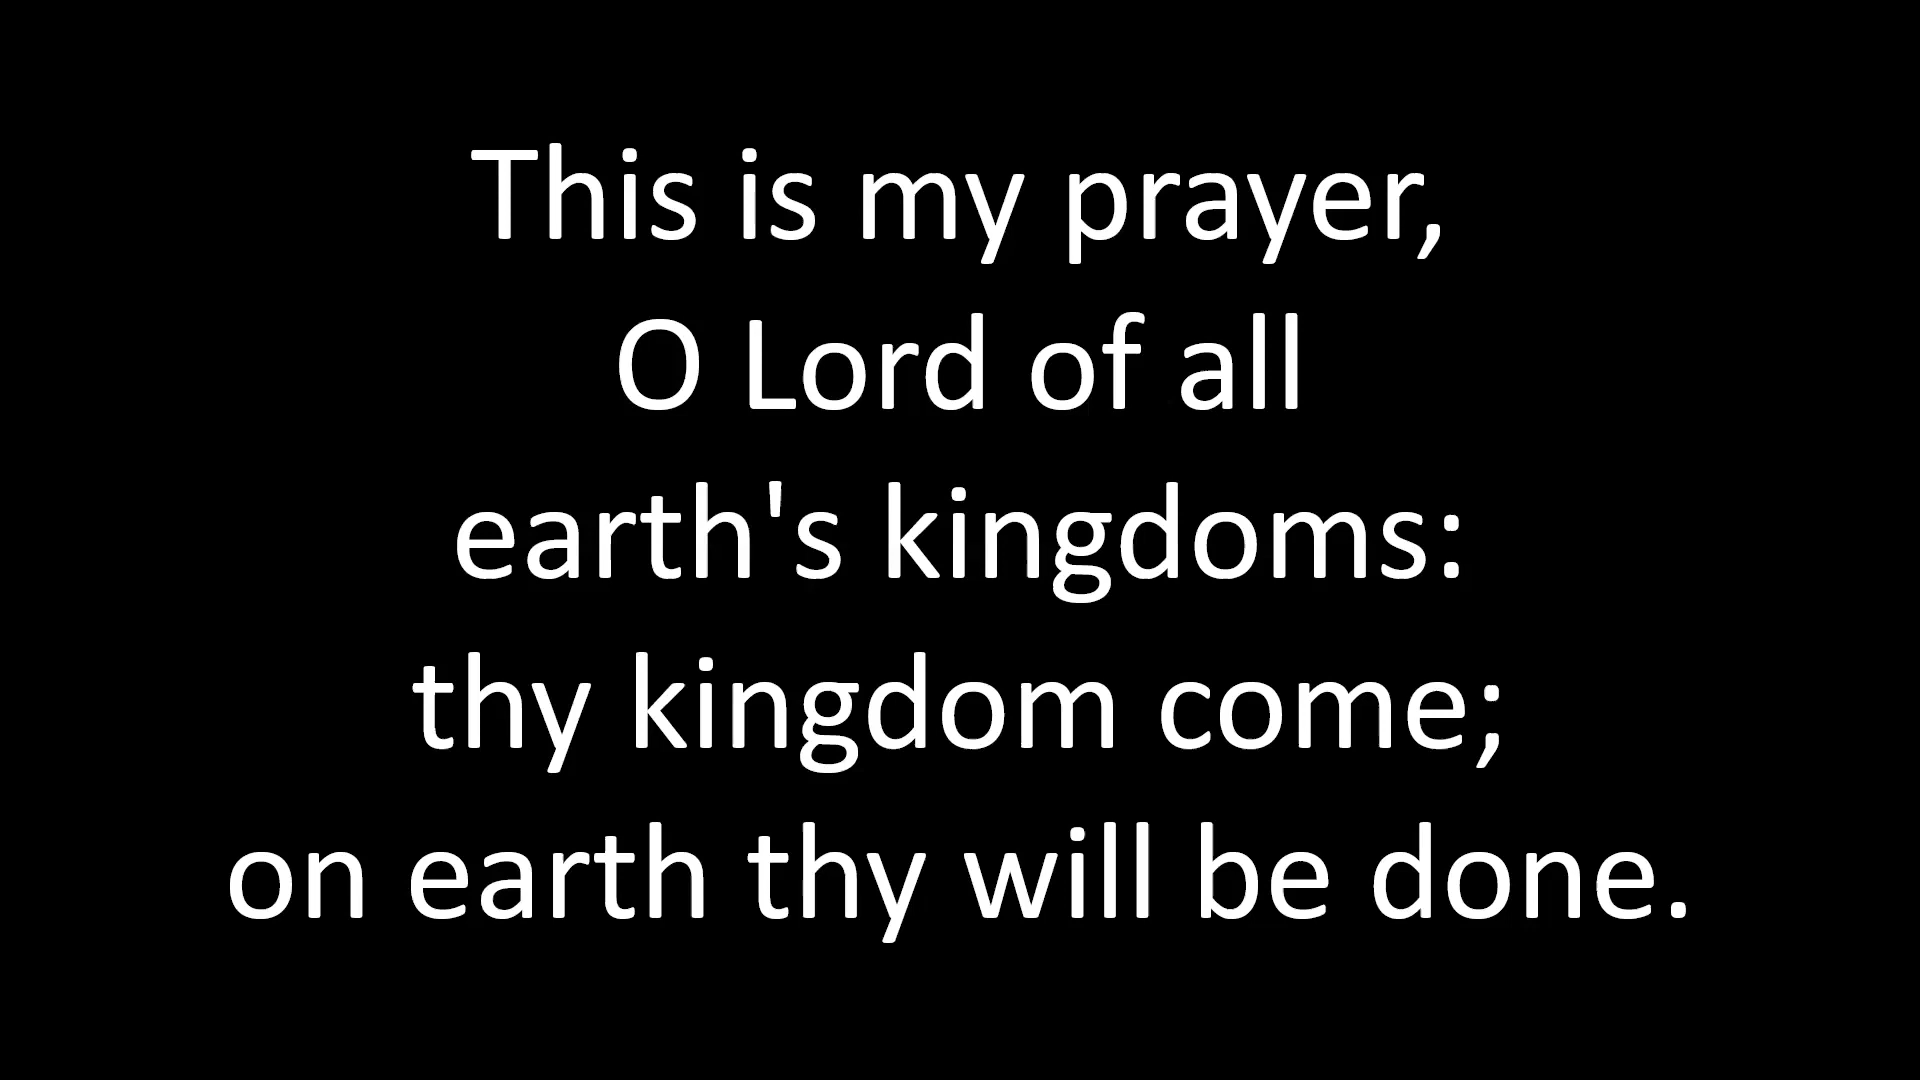 This is my prayer,
O Lord of all
earth's kingdoms:
thy kingdom come;
on earth thy will be done.